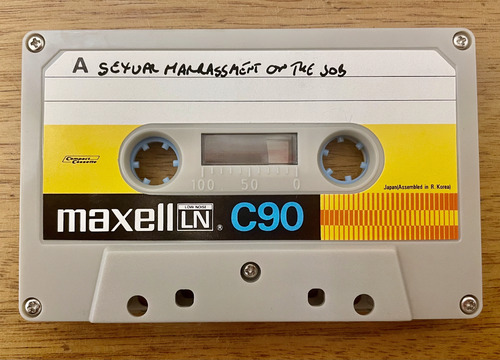 A SEXUAL HARRASSMENT ON THE JOB
Compact
Cassette
100 50 0
Japan(Assembled in R. Korea)
LOW NOISE
maxell LN ® C90